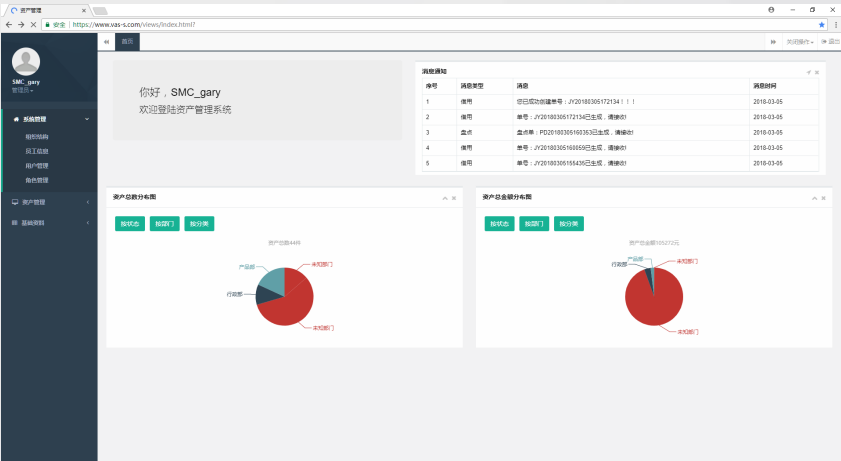 资产管理
安全 | https://www.vas-s.com/views/index.html?
首页
关闭操作
退出
SMC_gary
管理员
系统管理
组织结构
员工信息
用户管理
角色管理
资产管理
基础资料
你好，SMC_gary
欢迎登陆资产管理系统
消息通知
序号 消息类型 消息 消息时间
1 借用 您已成功创建单号：JY20180305172134！！！ 2018-03-05
2 借用 单号：JY20180305172134已生成，请接收! 2018-03-05
3 盘点 盘点单：PD20180305160353已生成，请接收! 2018-03-05
4 借用 单号：JY20180305160059已生成，请接收! 2018-03-05
5 借用 单号：JY20180305155435已生成，请接收! 2018-03-05
资产总数分布图
按状态 按部门 按分类
资产总数44件
产品部
未知部门
行政部
未知部门
资产总金额分布图
按状态 按部门 按分类
资产总金额105272元
产品部
未知部门
行政部
未知部门